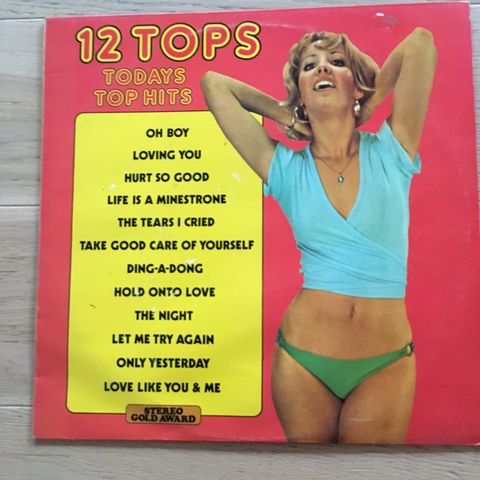 12 TOPS
TODAYS
TOP HITS
OH BOY
LOVING YOU
HURT SO GOOD
LIFE IS A MINESTRONE
THE TEARS I CRIED
TAKE GOOD CARE OF YOURSELF
DING-A-DONG
HOLD ONTO LOVE
THE NIGHT
LET ME TRY AGAIN
ONLY YESTERDAY
LOVE LIKE YOU & ME
STEREO
GOLD AWARD